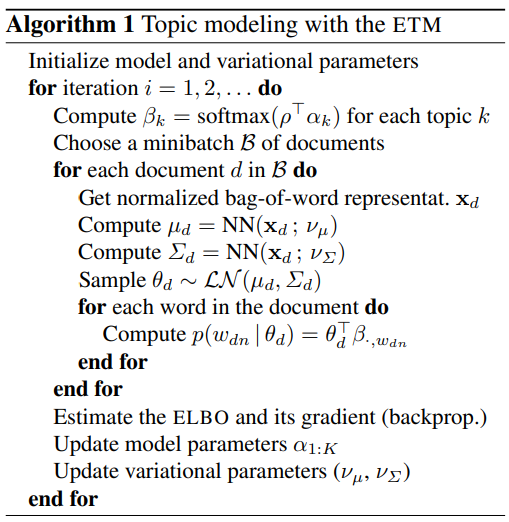 Algorithm 1 Topic modeling with the ETM
Initialize model and variational parameters
for iteration i = 1, 2, . . . do
Compute βₖ = softmax(ρ⊤αₖ) for each topic k
Choose a minibatch ℬ of documents
for each document d in ℬ do
Get normalized bag-of-word representat. x_d
Compute μ_d = NN(x_d ; ν_μ)
Compute Σ_d = NN(x_d ; ν_Σ)
Sample θ_d ∼ ℒ𝒩(μ_d, Σ_d)
for each word in the document do
Compute p(w_dn | θ_d) = θ_d⊤ β_·,w_dn
end for
end for
Estimate the ELBO and its gradient (backprop.)
Update model parameters α_1:K
Update variational parameters (ν_μ, ν_Σ)
end for